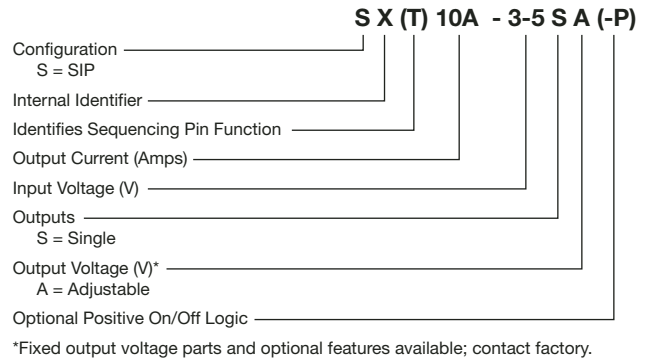 S X (T) 10A - 3-5 S A (-P)
Configuration
S = SIP
Internal Identifier
Identifies Sequencing Pin Function
Output Current (Amps)
Input Voltage (V)
Outputs
S = Single
Output Voltage (V)*
A = Adjustable
Optional Positive On/Off Logic
*Fixed output voltage parts and optional features available; contact factory.